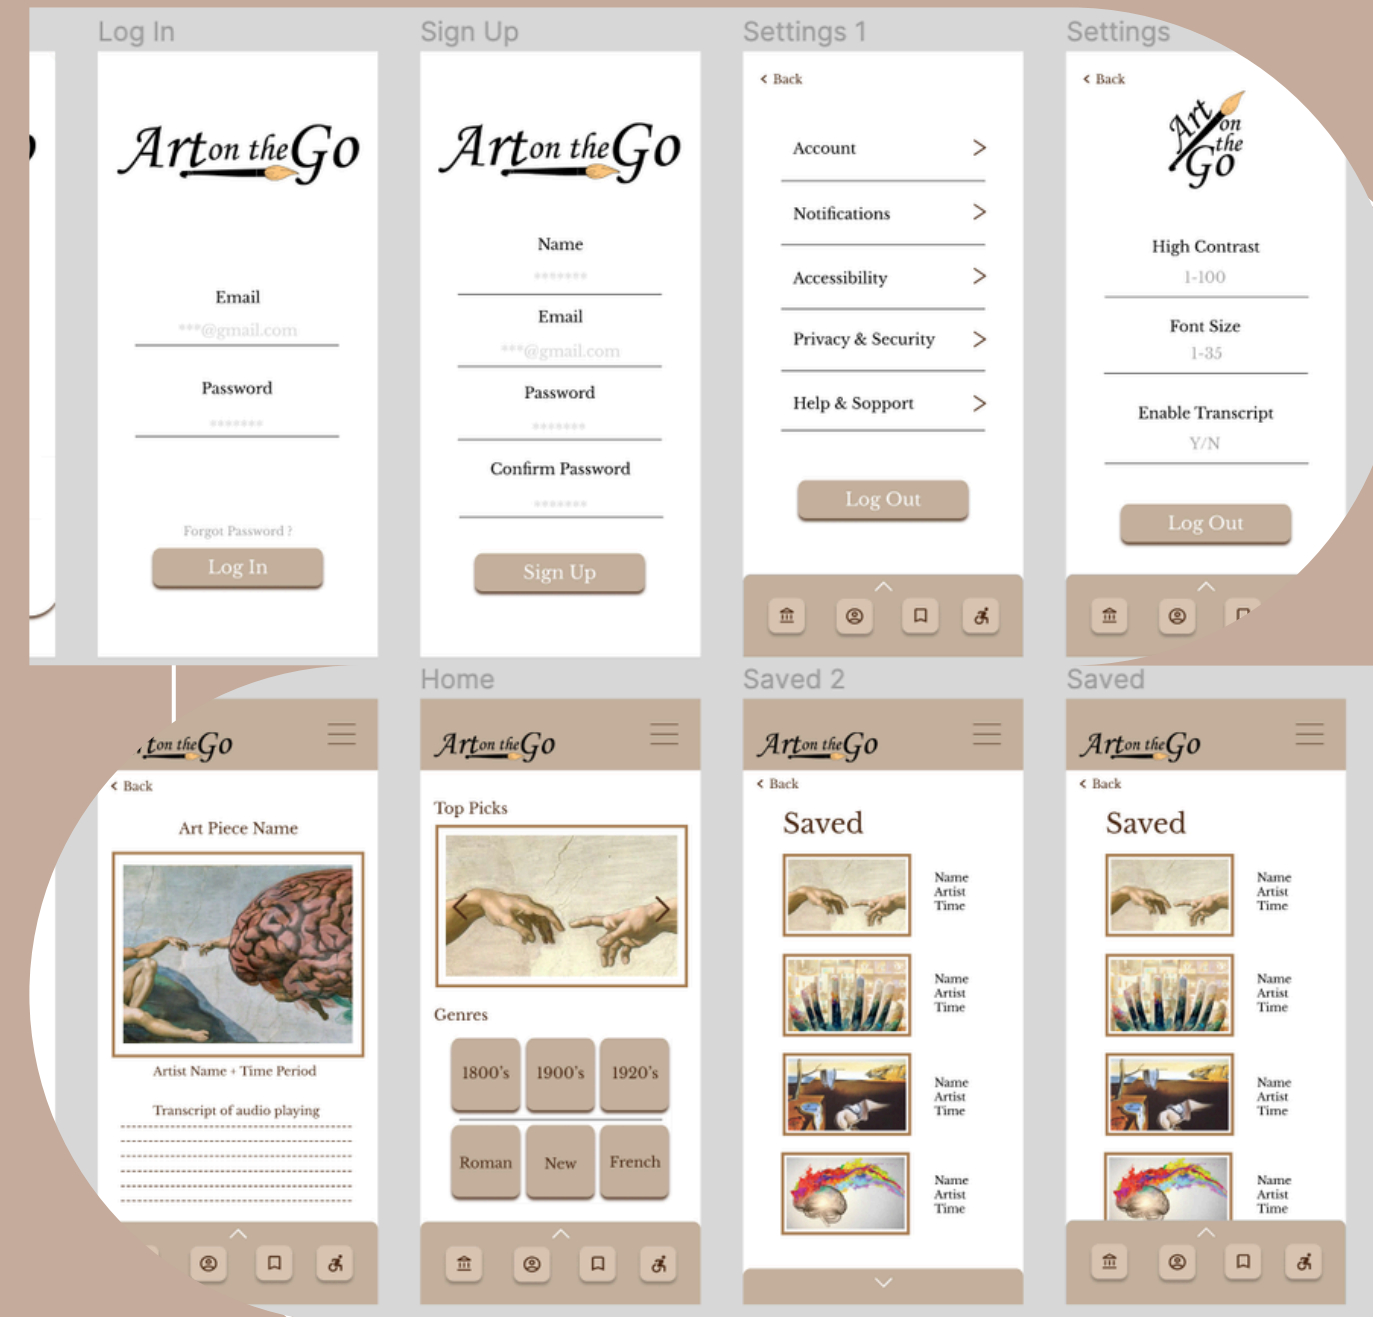 Log In
Art on the Go
Email
***@gmail.com
Password
*******
Forgot Password ?
Log In
Sign Up
Art on the Go
Name
*******
Email
***@gmail.com
Password
*******
Confirm Password
*******
Sign Up
Settings 1
< Back
Account >
Notifications >
Accessibility >
Privacy & Security >
Help & Sopport >
Log Out
Settings
< Back
Art
on
the
Go
High Contrast
1-100
Font Size
1-35
Enable Transcript
Y/N
Log Out
t on the Go
< Back
Art Piece Name
Artist Name + Time Period
Transcript of audio playing
Home
Art on the Go
Top Picks
Genres
1800's
1900's
1920's
Roman
New
French
Saved 2
Art on the Go
< Back
Saved
Name
Artist
Time
Name
Artist
Time
Name
Artist
Time
Name
Artist
Time
Saved
Art on the Go
< Back
Saved
Name
Artist
Time
Name
Artist
Time
Name
Artist
Time
Name
Artist
Time